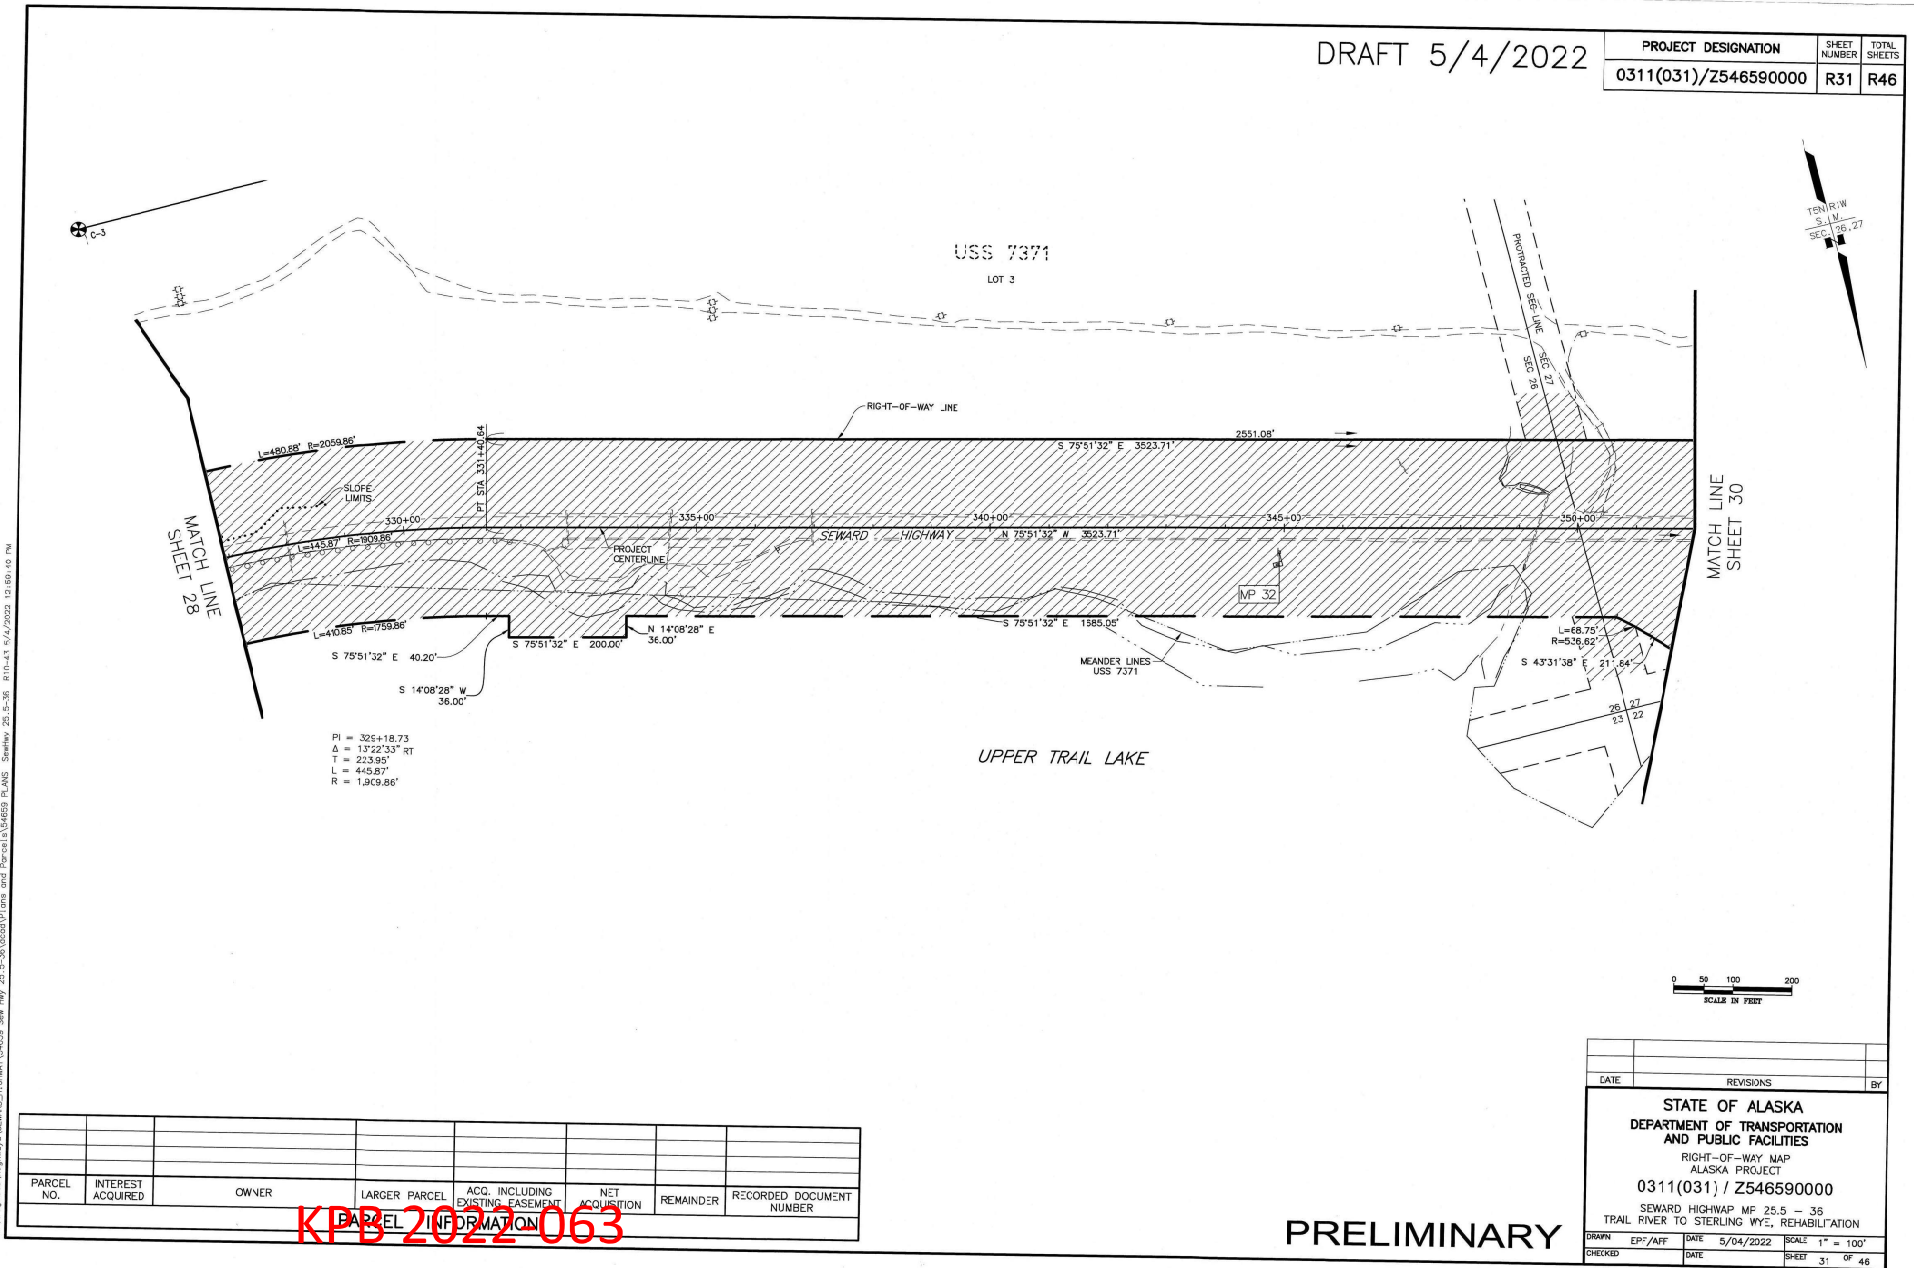 DRAFT 5/4/2022
PROJECT DESIGNATION
SHEET NUMBER
TOTAL SHEETS
0311(031)/Z546590000
R31
R46
C-3
USS 7371
LOT 3
PROTRACTED SEC LINE
SEC 26
SEC 27
S.M.
SEC. 26,27
RIGHT-OF-WAY LINE
L=480.68' R=2059.86'
PT STA 331+40.64
2551.08'
S 75°51'32" E 3523.71'
SLOPE
LIMITS
330+00
335+00
340+00
345+00
350+00
L=445.87' R=1909.86'
PROJECT
CENTERLINE
SEWARD HIGHWAY
N 75°51'32" W 3523.71'
MATCH LINE
SHEET 28
MATCH LINE
SHEET 30
MP 32
L=410.85' R=1759.86'
S 75°51'32" E 40.20'
S 75°51'32" E 200.00'
N 14°08'28" E
36.00'
S 14°08'28" W
36.00'
S 75°51'32" E 1585.05'
MEANDER LINES
USS 7371
L=68.75'
R=536.62'
S 43°31'38" E
26 27
23 22
PI = 329+18.73
Δ = 13°22'33" RT
T = 223.95'
L = 445.87'
R = 1,909.86'
UPPER TRAIL LAKE
0 50 100 200
SCALE IN FEET
DATE REVISIONS BY
STATE OF ALASKA
DEPARTMENT OF TRANSPORTATION
AND PUBLIC FACILITIES
RIGHT-OF-WAY MAP
ALASKA PROJECT
0311(031) / Z546590000
SEWARD HIGHWAP MP 25.5 - 36
TRAIL RIVER TO STERLING WYE, REHABILITATION
DRAWN EPF/AFF DATE 5/04/2022 SCALE 1" = 100'
CHECKED DATE SHEET 31 OF 46
PARCEL NO.
INTEREST ACQUIRED
OWNER
LARGER PARCEL
ACQ. INCLUDING EXISTING EASEMENT
NET ACQUISITION
REMAINDER
RECORDED DOCUMENT NUMBER
PARCEL INFORMATION
KPB 2022-063
PRELIMINARY